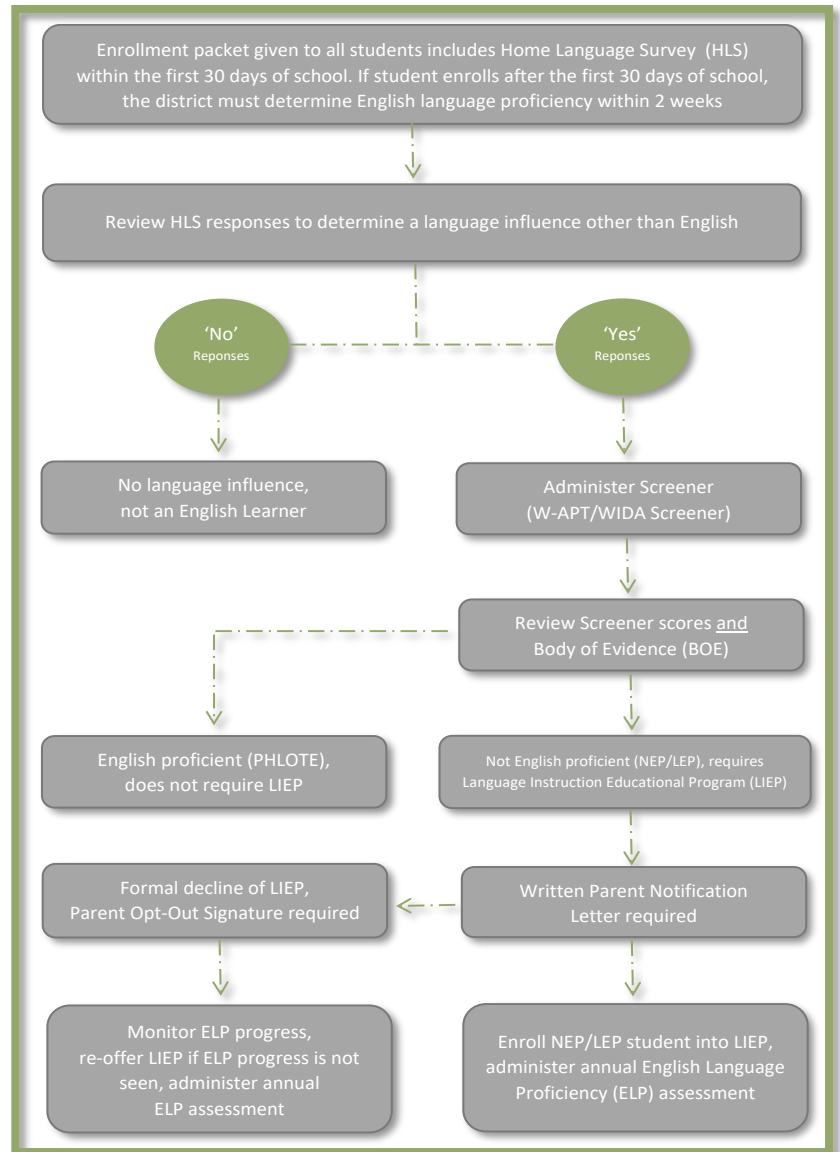 Enrollment packet given to all students includes Home Language Survey (HLS)
within the first 30 days of school. If student enrolls after the first 30 days of school,
the district must determine English language proficiency within 2 weeks
Review HLS responses to determine a language influence other than English
'No'
Reponses
'Yes'
Reponses
No language influence,
not an English Learner
Administer Screener
(W-APT/WIDA Screener)
Review Screener scores and
Body of Evidence (BOE)
English proficient (PHLOTE),
does not require LIEP
Not English proficient (NEP/LEP), requires
Language Instruction Educational Program (LIEP)
Formal decline of LIEP,
Parent Opt-Out Signature required
Written Parent Notification
Letter required
Monitor ELP progress,
re-offer LIEP if ELP progress is not
seen, administer annual
ELP assessment
Enroll NEP/LEP student into LIEP,
administer annual English Language
Proficiency (ELP) assessment